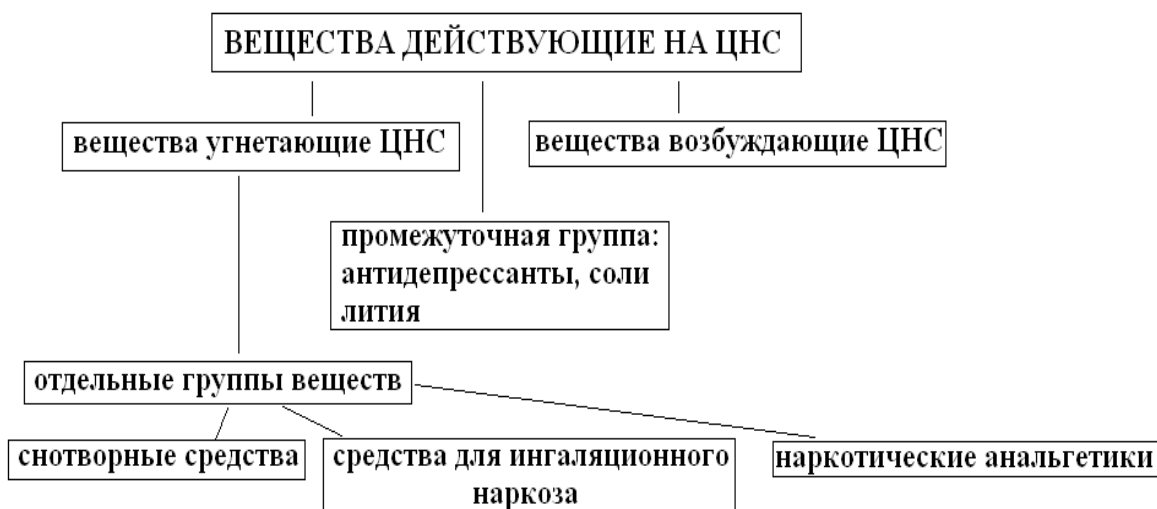 ВЕЩЕСТВА ДЕЙСТВУЮЩИЕ НА ЦНС
вещества угнетающие ЦНС
вещества возбуждающие ЦНС
промежуточная группа:
антидепрессанты, соли
лития
отдельные группы веществ
снотворные средства
средства для ингаляционного
наркоза
наркотические анальгетики